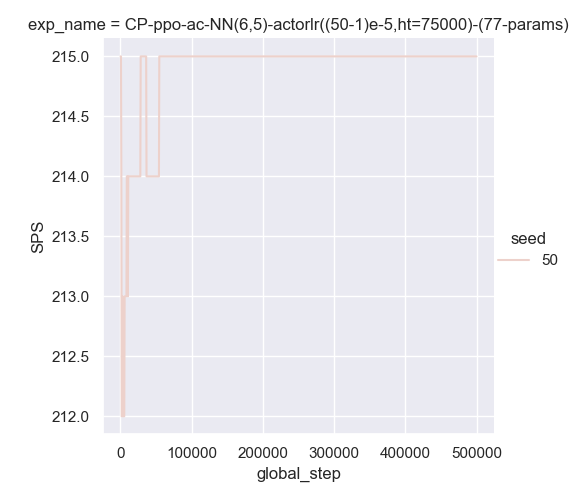 exp_name = CP-ppo-ac-NN(6,5)-actorlr((50-1)e-5,ht=75000)-(77-params)
215.0
214.5
214.0
213.5
213.0
212.5
212.0
SPS
0 100000 200000 300000 400000 500000
global_step
seed
50